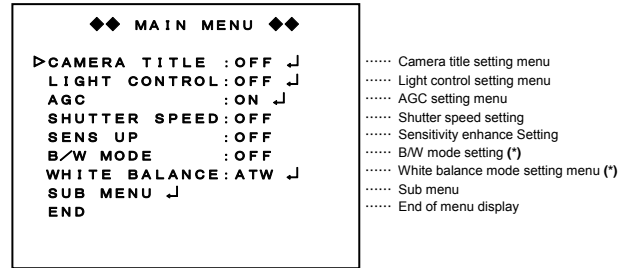 ◆◆ MAIN MENU ◆◆
▷CAMERA TITLE :OFF ↲ ······ Camera title setting menu
LIGHT CONTROL:OFF ↲ ······ Light control setting menu
AGC :ON ↲ ······ AGC setting menu
SHUTTER SPEED:OFF ······ Shutter speed setting
SENS UP :OFF ······ Sensitivity enhance Setting
B/W MODE :OFF ······ B/W mode setting (*)
WHITE BALANCE:ATW ↲ ······ White balance mode setting menu (*)
SUB MENU ↲ ······ Sub menu
END ······ End of menu display